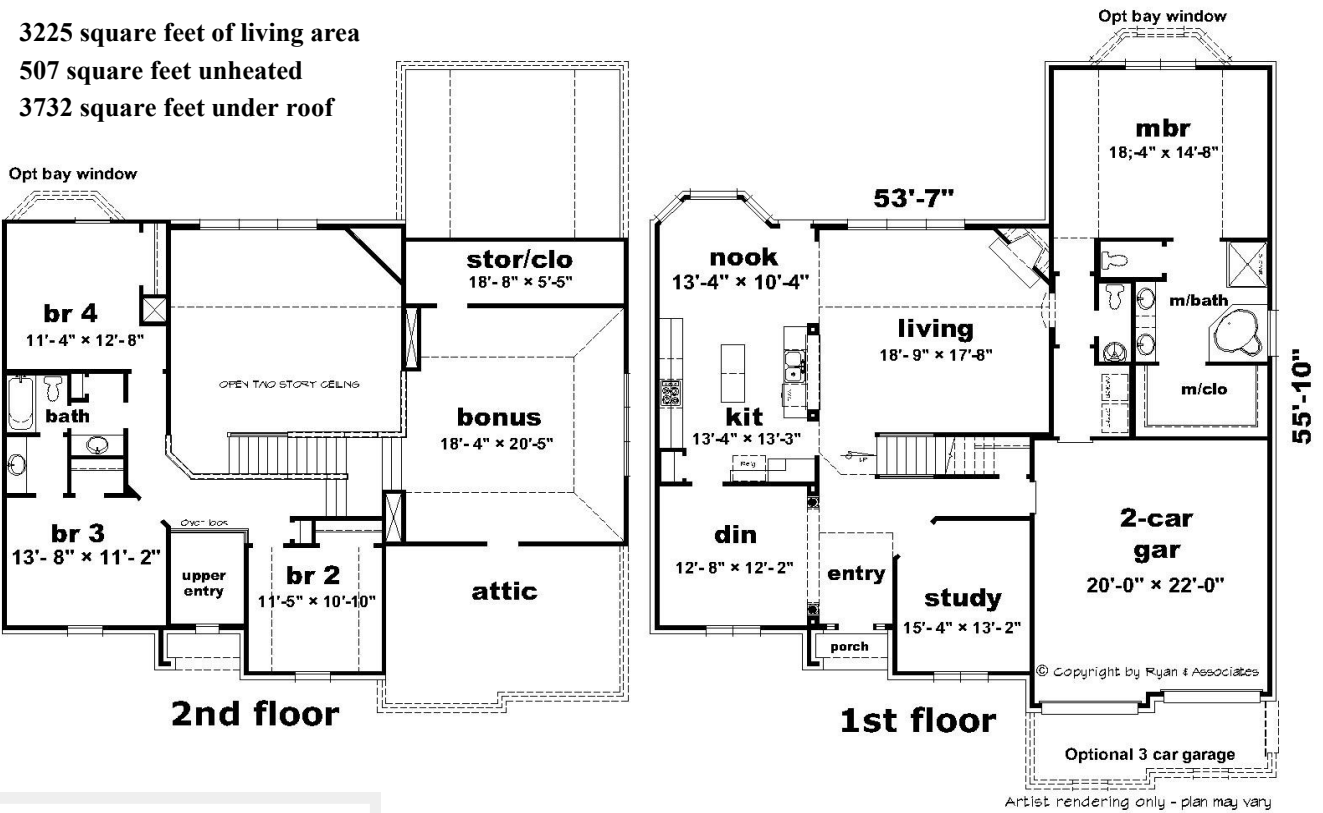 3225 square feet of living area
507 square feet unheated
3732 square feet under roof
Opt bay window
br 4
11'- 4" × 12'- 8"
OPEN TWO STORY CEILING
stor/clo
18'- 8" × 5'-5"
bonus
18'- 4" × 20'-5"
bath
br 3
13'- 8" × 11'- 2"
upper
entry
br 2
11'-5" × 10'-10"
attic
2nd floor
Opt bay window
mbr
18;-4" x 14'-8"
53'-7"
nook
13'-4" × 10'-4"
living
18'- 9" × 17'-8"
m/bath
m/clo
55'-10"
kit
13'-4" × 13'-3"
Refg
UP
din
12'- 8" × 12'- 2"
entry
study
15'- 4" × 13'- 2"
porch
2-car
gar
20'-0" × 22'-0"
© Copyright by Ryan & Associates
1st floor
Optional 3 car garage
Artist rendering only - plan may vary